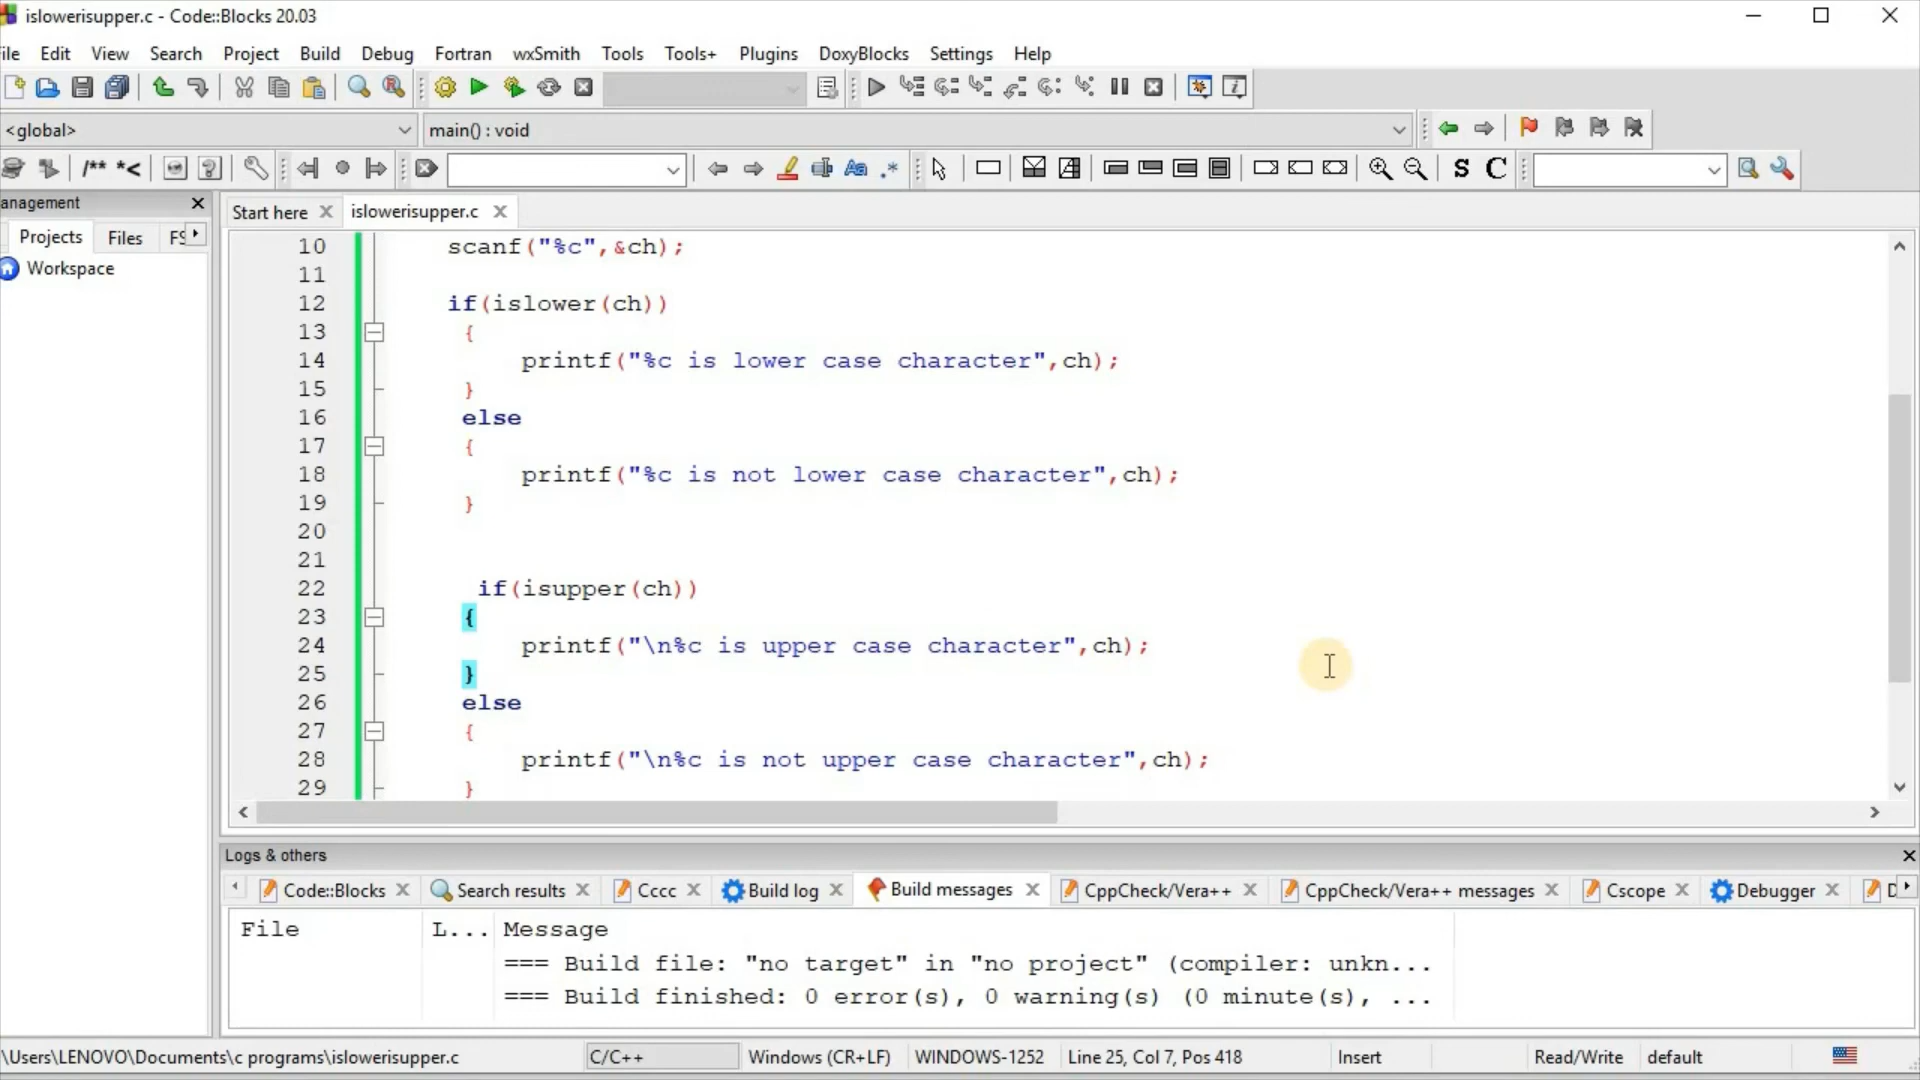 islowerisupper.c - Code::Blocks 20.03
ile Edit View Search Project Build Debug Fortran wxSmith Tools Tools+ Plugins DoxyBlocks Settings Help
<global> main() : void
/** *< Aa .* S C
anagement
Projects Files FS
Workspace
Start here islowerisupper.c
10 scanf("%c",&ch);
11
12 if(islower(ch))
13 {
14 printf("%c is lower case character",ch);
15 }
16 else
17 {
18 printf("%c is not lower case character",ch);
19 }
20
21
22 if(isupper(ch))
23 {
24 printf("\n%c is upper case character",ch);
25 }
26 else
27 {
28 printf("\n%c is not upper case character",ch);
29 }
Logs & others
Code::Blocks Search results Cccc Build log Build messages CppCheck/Vera++ CppCheck/Vera++ messages Cscope Debugger D
File L... Message
=== Build file: "no target" in "no project" (compiler: unkn...
=== Build finished: 0 error(s), 0 warning(s) (0 minute(s), ...
\Users\LENOVO\Documents\c programs\islowerisupper.c C/C++ Windows (CR+LF) WINDOWS-1252 Line 25, Col 7, Pos 418 Insert Read/Write default